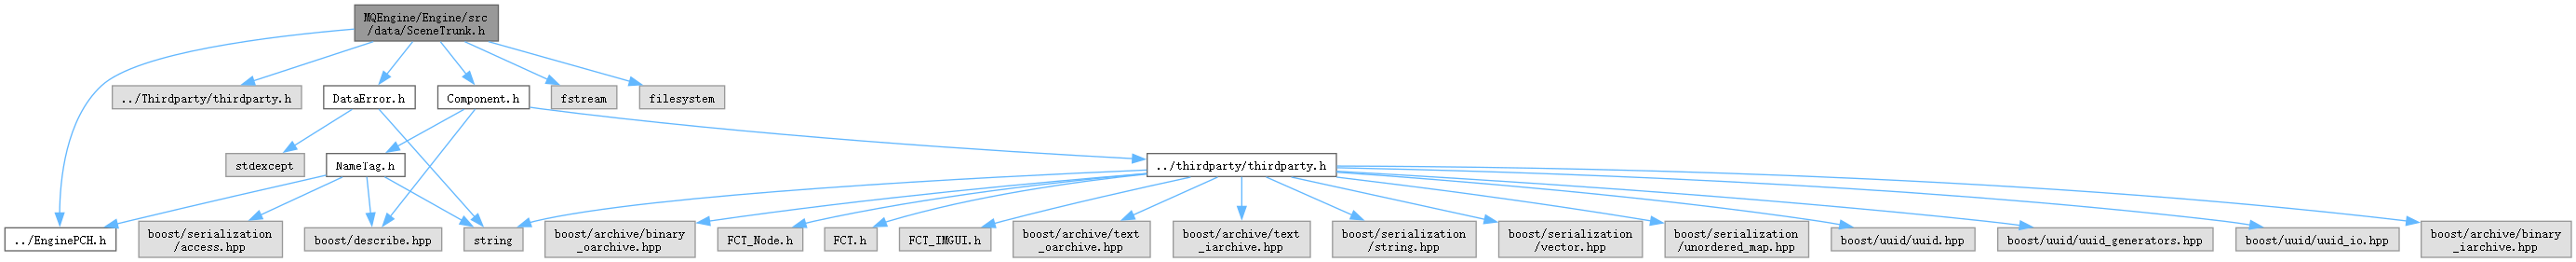 MQEngine/Engine/src
/data/SceneTrunk.h
../Thirdparty/thirdparty.h
DataError.h
Component.h
fstream
filesystem
stdexcept
NameTag.h
../thirdparty/thirdparty.h
../EnginePCH.h
boost/serialization
/access.hpp
boost/describe.hpp
string
boost/archive/binary
_oarchive.hpp
FCT_Node.h
FCT.h
FCT_IMGUI.h
boost/archive/text
_oarchive.hpp
boost/archive/text
_iarchive.hpp
boost/serialization
/string.hpp
boost/serialization
/vector.hpp
boost/serialization
/unordered_map.hpp
boost/uuid/uuid.hpp
boost/uuid/uuid_generators.hpp
boost/uuid/uuid_io.hpp
boost/archive/binary
_iarchive.hpp